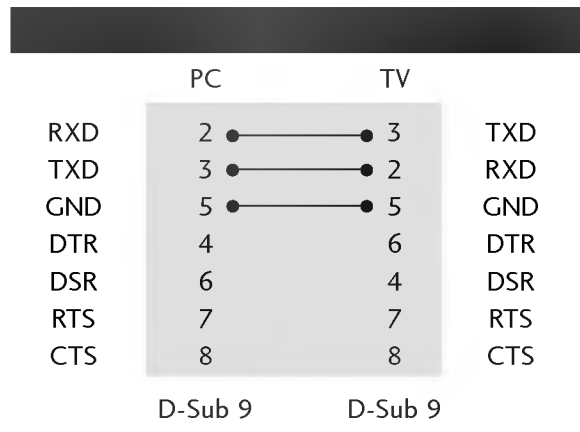 PC TV
RXD 2 3 TXD
TXD 3 2 RXD
GND 5 5 GND
DTR 4 6 DTR
DSR 6 4 DSR
RTS 7 7 RTS
CTS 8 8 CTS
D-Sub 9 D-Sub 9